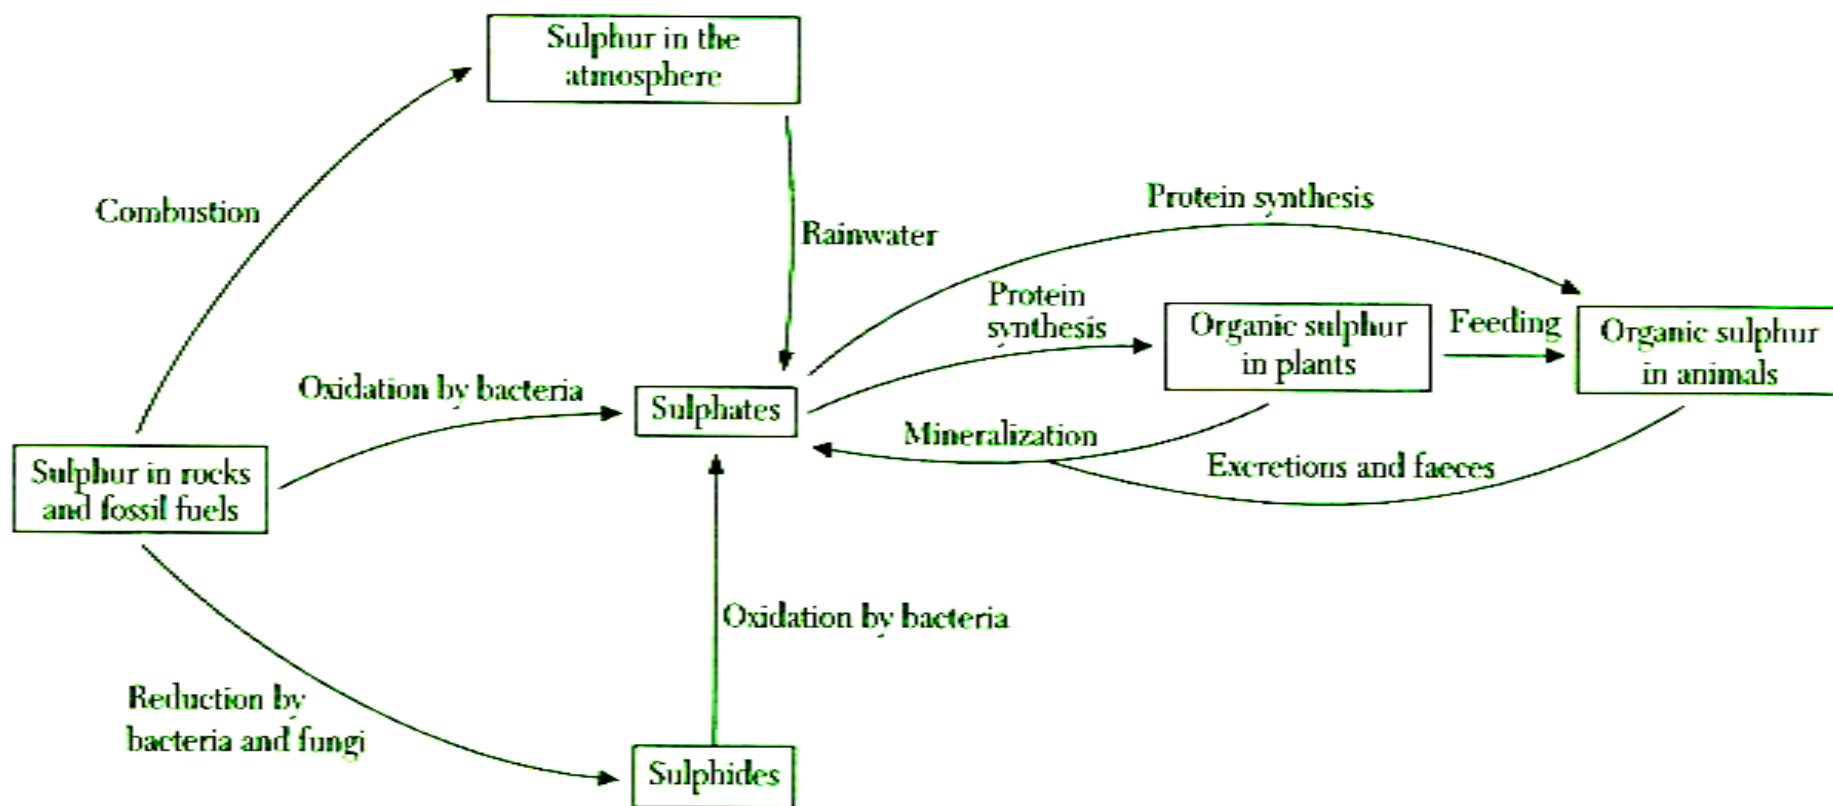 Sulphur in the
atmosphere
Combustion
Rainwater
Protein synthesis
Protein
synthesis
Organic sulphur
in plants
Feeding
Organic sulphur
in animals
Oxidation by bacteria
Sulphates
Mineralization
Excretions and faeces
Sulphur in rocks
and fossil fuels
Oxidation by bacteria
Reduction by
bacteria and fungi
Sulphides